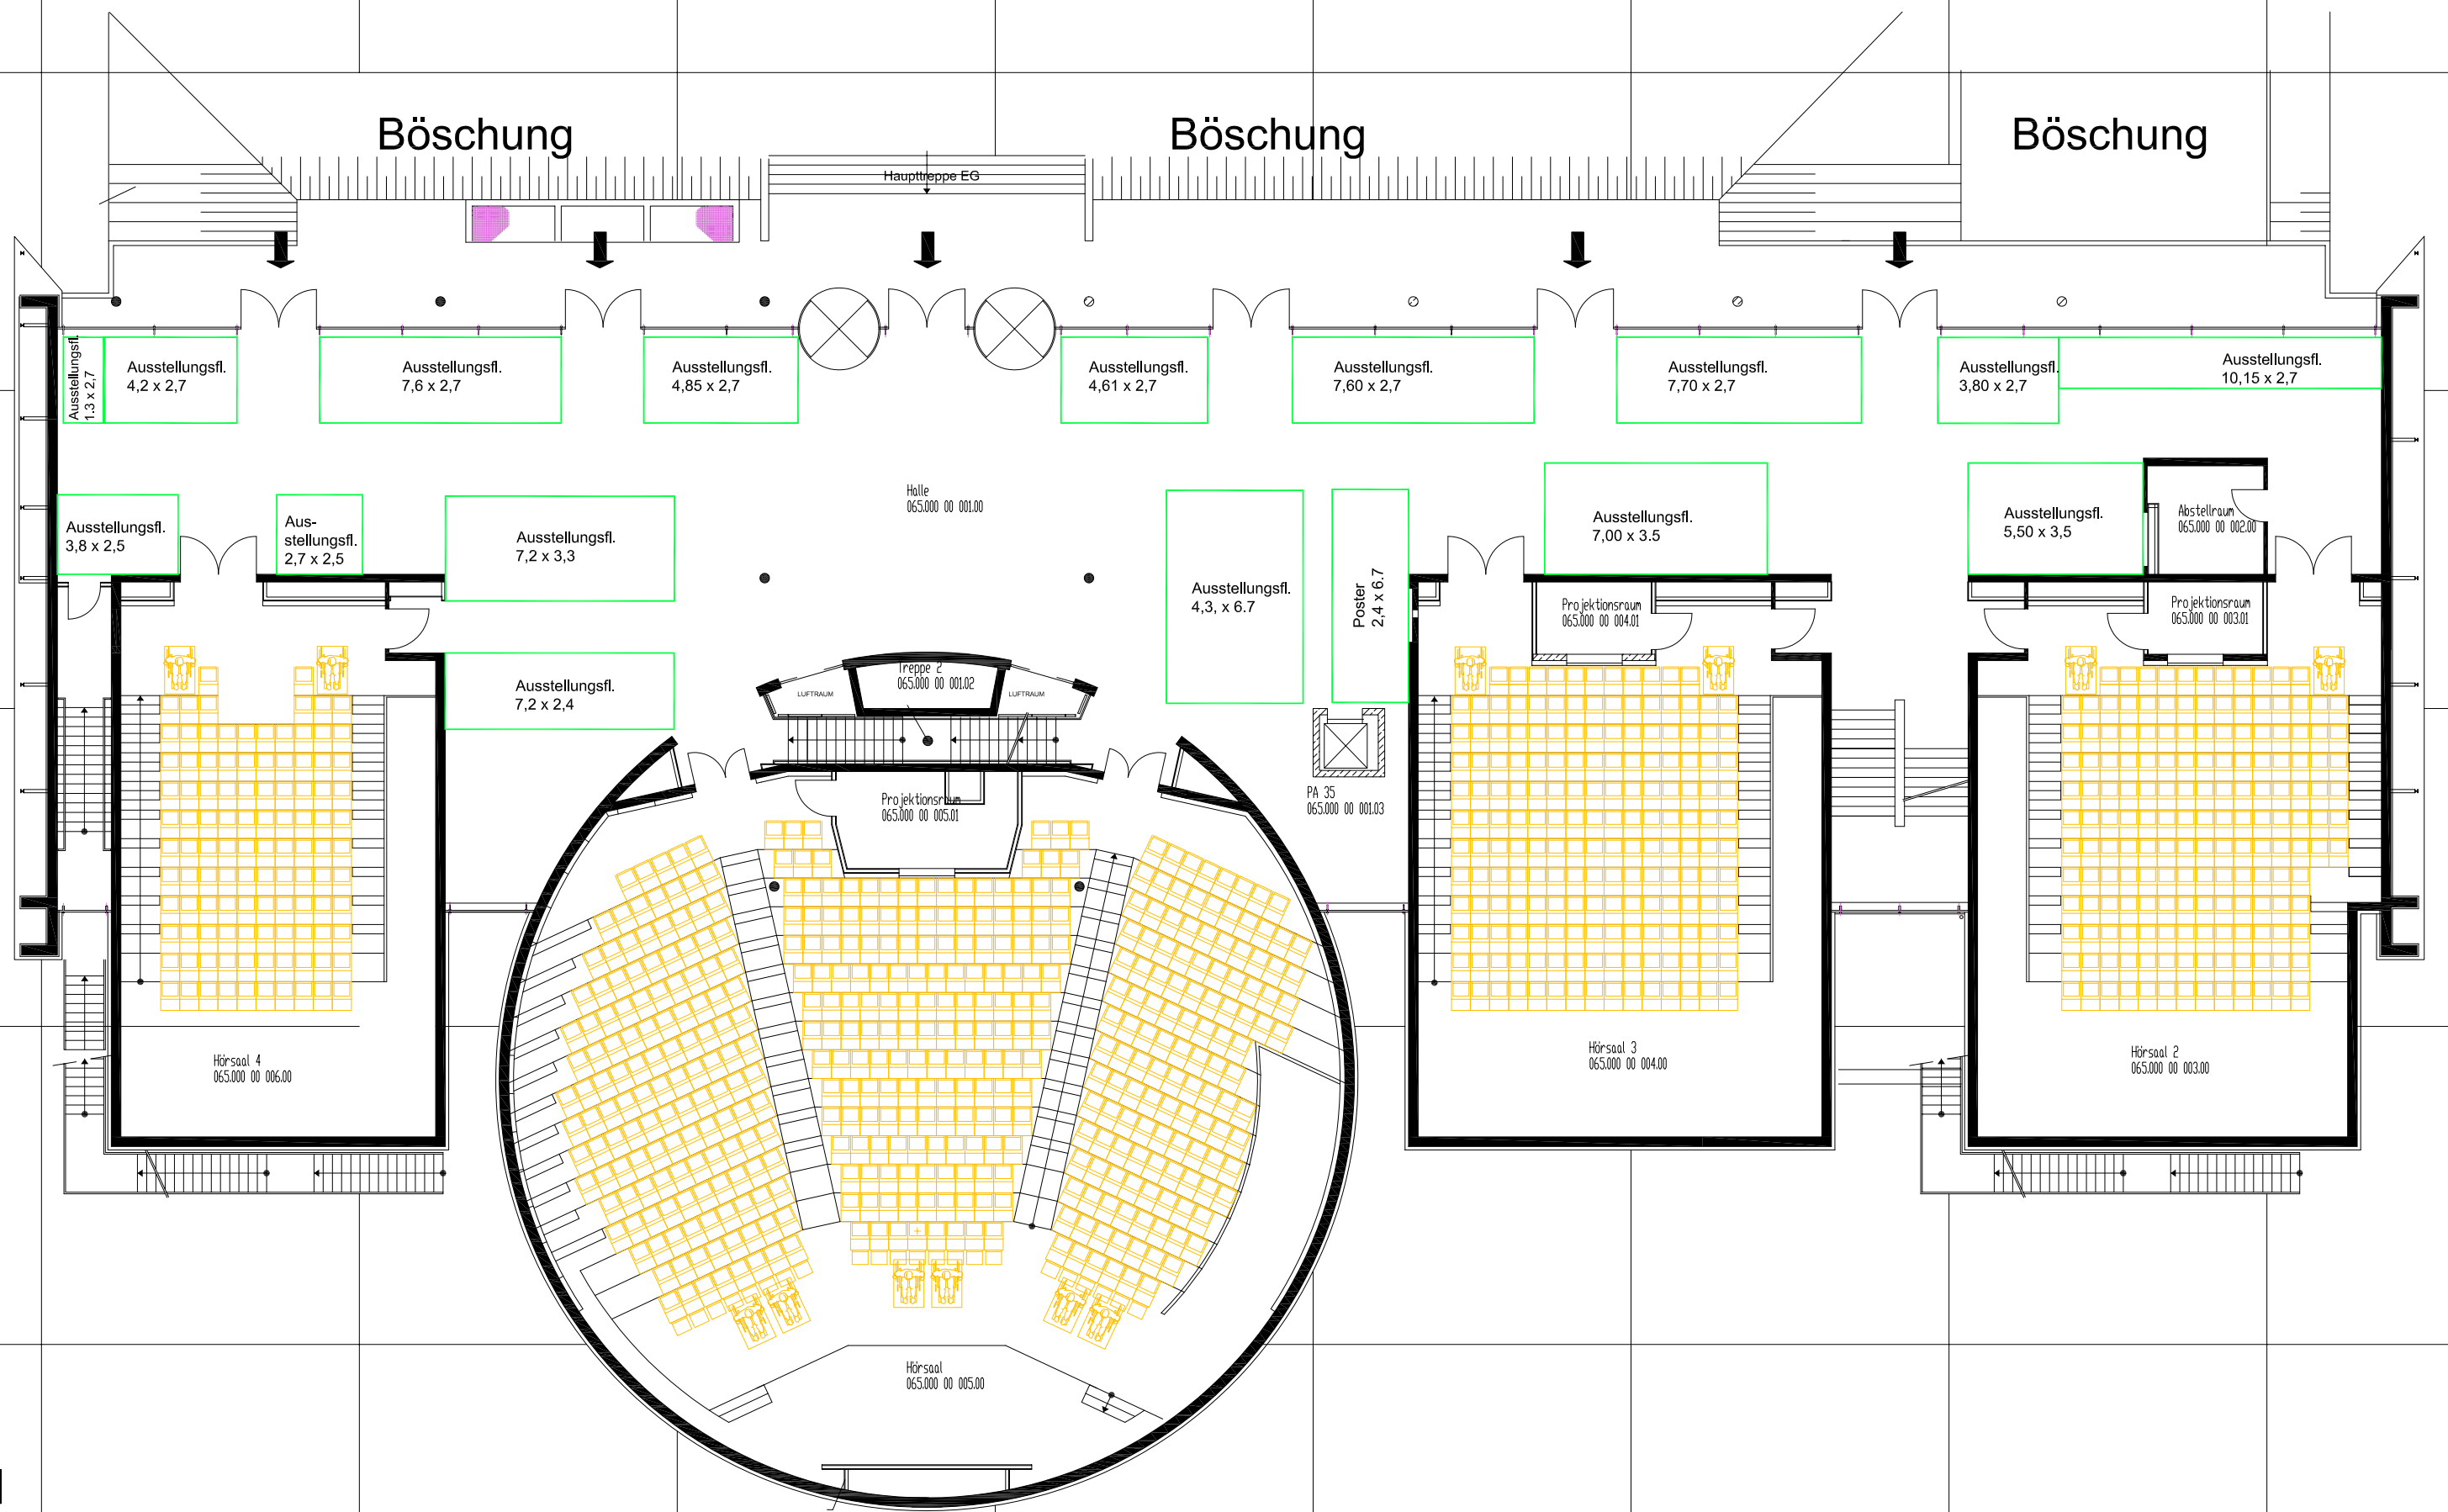 Böschung
Böschung
Böschung
Haupttreppe EG
Ausstellungsfl.
1.3 x 2,7
Ausstellungsfl.
4,2 x 2,7
Ausstellungsfl.
7,6 x 2,7
Ausstellungsfl.
4,85 x 2,7
Ausstellungsfl.
4,61 x 2,7
Ausstellungsfl.
7,60 x 2,7
Ausstellungsfl.
7,70 x 2,7
Ausstellungsfl.
3,80 x 2,7
Ausstellungsfl.
10,15 x 2,7
Ausstellungsfl.
3,8 x 2,5
Aus-
stellungsfl.
2,7 x 2,5
Ausstellungsfl.
7,2 x 3,3
Halle
065.000 00 001.00
Ausstellungsfl.
4,3, x 6.7
Poster
2,4 x 6.7
Ausstellungsfl.
7,00 x 3.5
Ausstellungsfl.
5,50 x 3,5
Abstellraum
065.000 00 002.00
Projektionsraum
065.000 00 004.01
Projektionsraum
065.000 00 003.01
Ausstellungsfl.
7,2 x 2,4
Treppe 2
065.000 00 001.02
LUFTRAUM
LUFTRAUM
Projektionsraum
065.000 00 005.01
PA 35
065.000 00 001.03
Hörsaal 4
065.000 00 006.00
Hörsaal 3
065.000 00 004.00
Hörsaal 2
065.000 00 003.00
Hörsaal
065.000 00 005.00